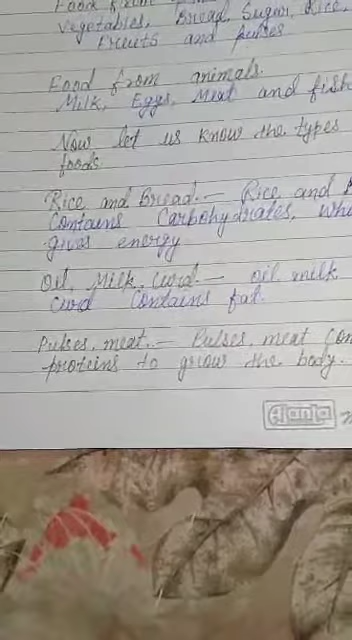 Food from
vegetables, Bread, Sugar, Rice,
Fruits and pulses
Food from animals.
Milk, Eggs, Meat and fish
Now let us know the types
foods
Rice and Bread:- Rice and
Contains Carbohydrates, Wh
gives energy
Oil, Milk, Curd.- oil milk
curd Contains fat.
Pulses, meat.- Pulses, meat con
proteins to grow the body.